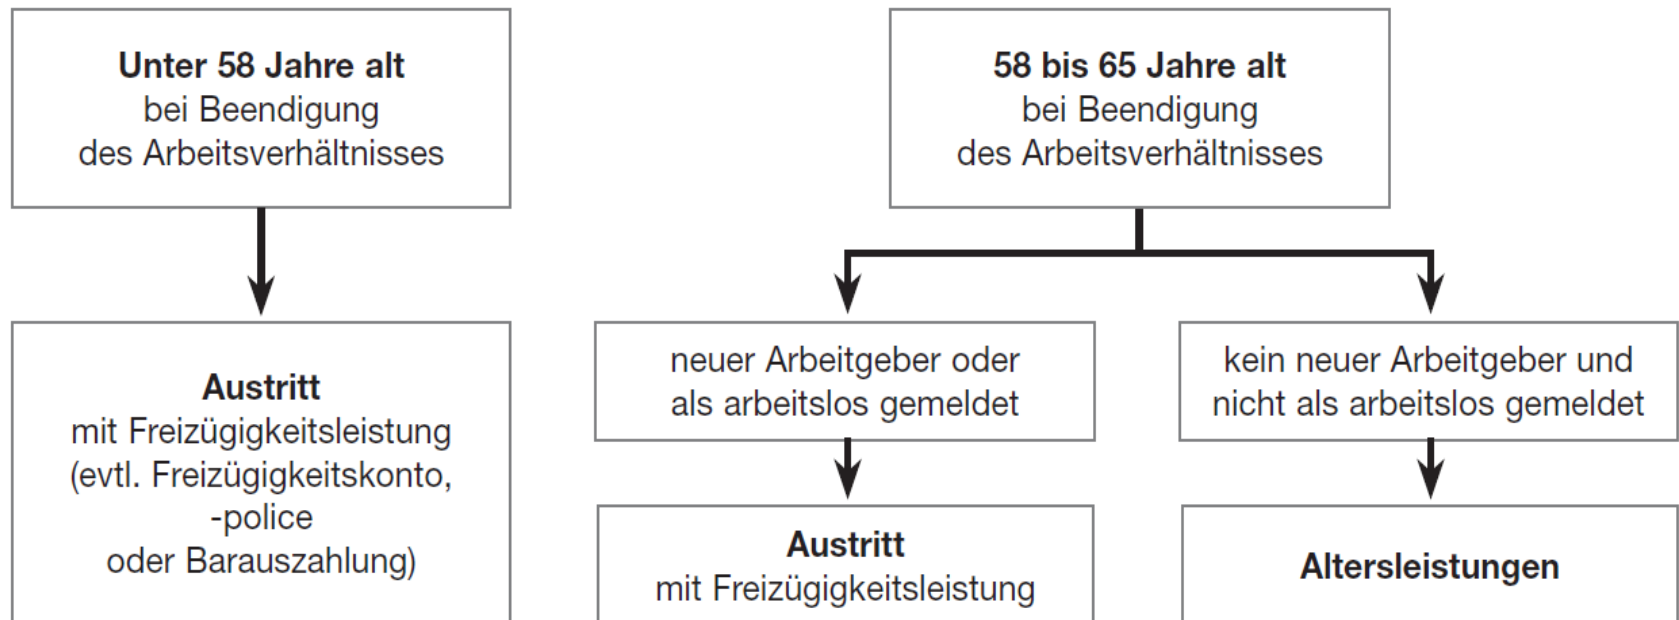 Unter 58 Jahre alt
bei Beendigung
des Arbeitsverhältnisses
58 bis 65 Jahre alt
bei Beendigung
des Arbeitsverhältnisses
Austritt
mit Freizügigkeitsleistung
(evtl. Freizügigkeitskonto,
-police
oder Barauszahlung)
neuer Arbeitgeber oder
als arbeitslos gemeldet
kein neuer Arbeitgeber und
nicht als arbeitslos gemeldet
Austritt
mit Freizügigkeitsleistung
Altersleistungen